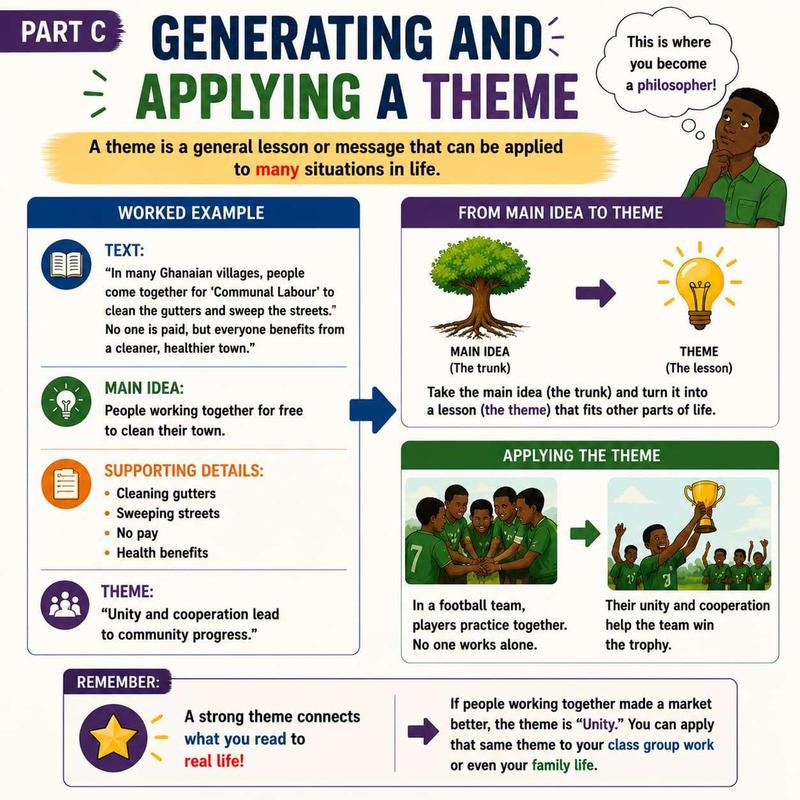 PART C
GENERATING AND
APPLYING A THEME
This is where
you become
a philosopher!
A theme is a general lesson or message that can be applied
to many situations in life.
WORKED EXAMPLE
TEXT:
“In many Ghanaian villages, people
come together for ‘Communal Labour’ to
clean the gutters and sweep the streets.”
No one is paid, but everyone benefits from
a cleaner, healthier town.”
MAIN IDEA:
People working together for free
to clean their town.
SUPPORTING DETAILS:
• Cleaning gutters
• Sweeping streets
• No pay
• Health benefits
THEME:
“Unity and cooperation lead
to community progress.”
FROM MAIN IDEA TO THEME
MAIN IDEA
(The trunk)
THEME
(The lesson)
Take the main idea (the trunk) and turn it into
a lesson (the theme) that fits other parts of life.
APPLYING THE THEME
7
In a football team,
players practice together.
No one works alone.
Their unity and cooperation
help the team win
the trophy.
REMEMBER:
A strong theme connects
what you read to
real life!
If people working together made a market
better, the theme is “Unity.” You can apply
that same theme to your class group work
or even your family life.